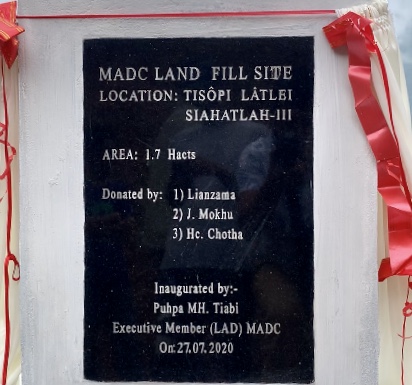 MADC LAND FILL SITE
LOCATION: TISÔPI LÂTLEI
SIAHATLAH-III
AREA: 1.7 Hacts
Donated by: 1) Lianzama
2) J. Mokhu
3) Hc. Chotha
Inaugurated by:-
Puhpa MH. Tiabi
Executive Member (LAD) MADC
On:27.07.2020